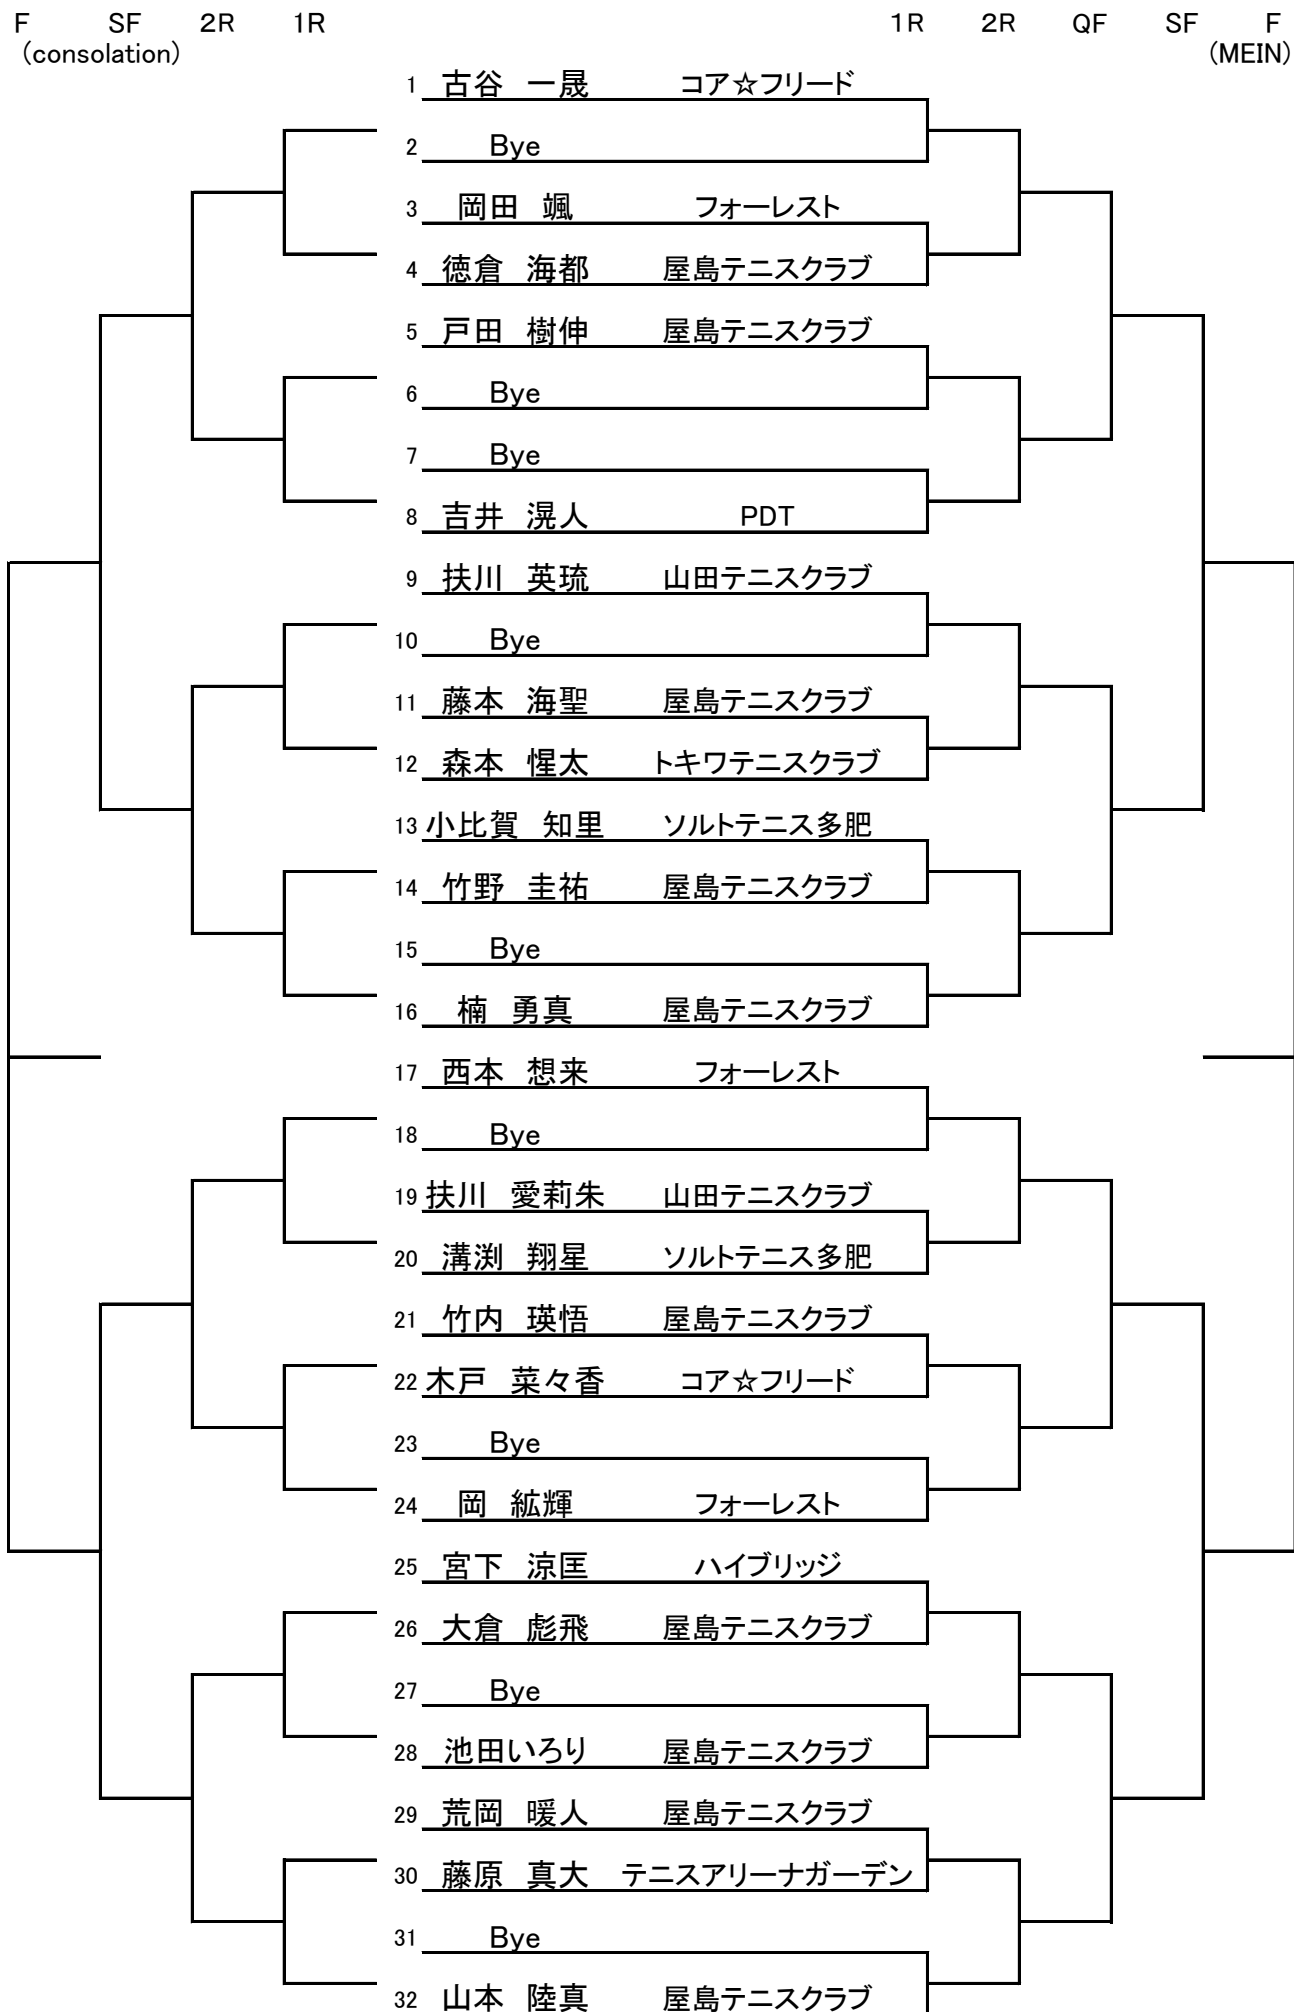 F SF 2R 1R 1R 2R QF SF F
(consolation) (MEIN)
1 古谷 一晟 コア☆フリード
2 Bye
3 岡田 颯 フォーレスト
4 徳倉 海都 屋島テニスクラブ
5 戸田 樹伸 屋島テニスクラブ
6 Bye
7 Bye
8 吉井 滉人 PDT
9 扶川 英琉 山田テニスクラブ
10 Bye
11 藤本 海聖 屋島テニスクラブ
12 森本 惺太 トキワテニスクラブ
13 小比賀 知里 ソルトテニス多肥
14 竹野 圭祐 屋島テニスクラブ
15 Bye
16 楠 勇真 屋島テニスクラブ
17 西本 想来 フォーレスト
18 Bye
19 扶川 愛莉朱 山田テニスクラブ
20 溝渕 翔星 ソルトテニス多肥
21 竹内 瑛悟 屋島テニスクラブ
22 木戸 菜々香 コア☆フリード
23 Bye
24 岡 紘輝 フォーレスト
25 宮下 涼匡 ハイブリッジ
26 大倉 彪飛 屋島テニスクラブ
27 Bye
28 池田いろり 屋島テニスクラブ
29 荒岡 暖人 屋島テニスクラブ
30 藤原 真大 テニスアリーナガーデン
31 Bye
32 山本 陸真 屋島テニスクラブ